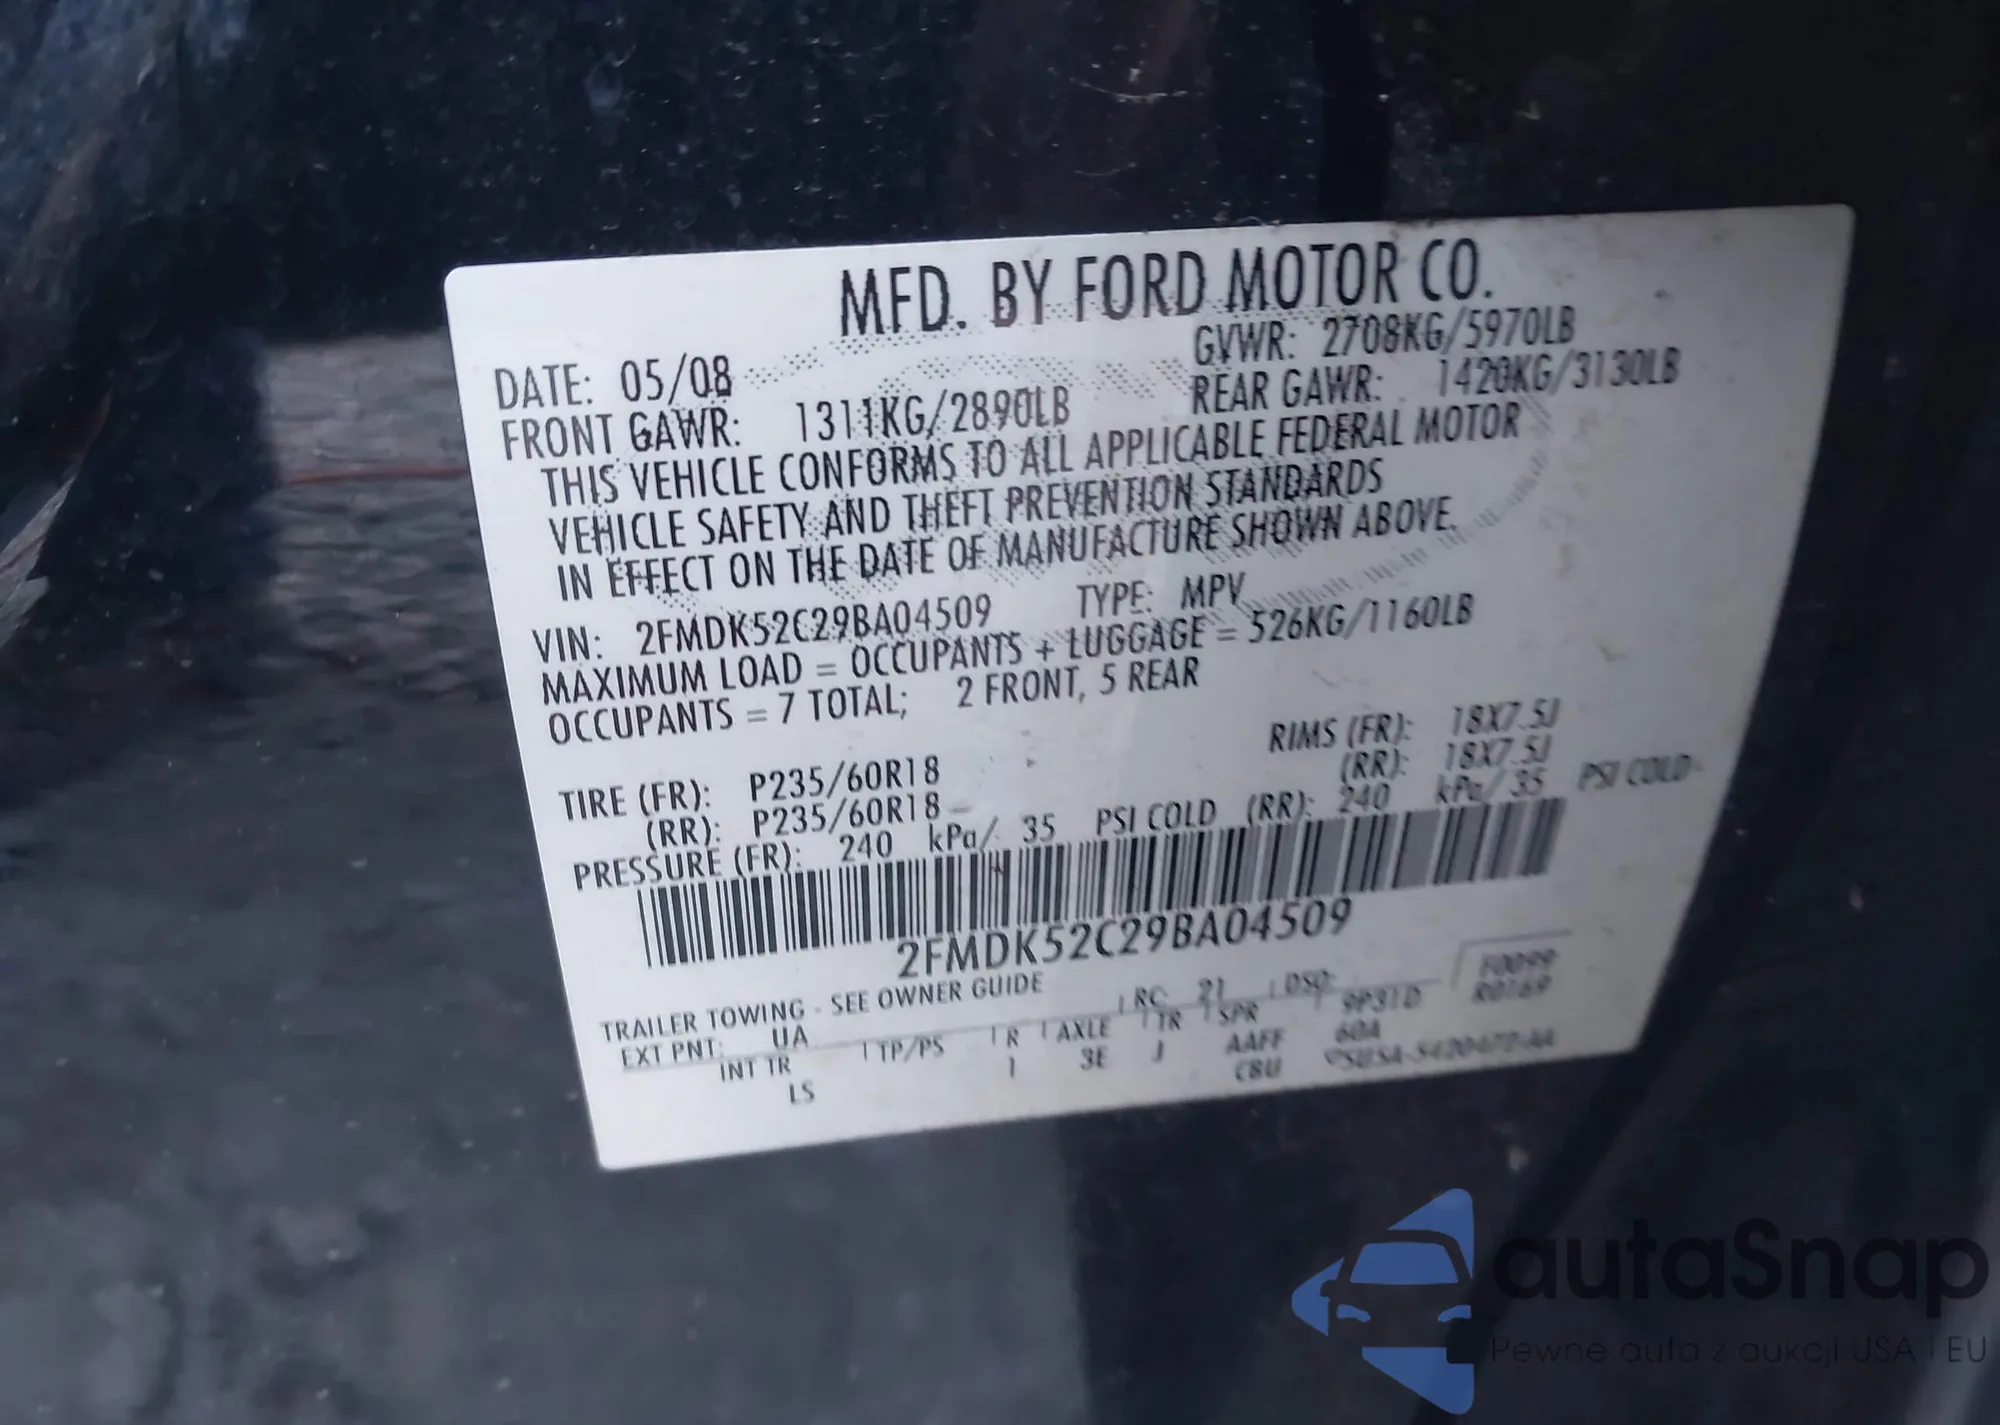 MFD. BY FORD MOTOR CO.
DATE: 05/08 GVWR: 2708KG/5970LB
FRONT GAWR: 1311KG/2890LB REAR GAWR: 1420KG/3130LB
THIS VEHICLE CONFORMS TO ALL APPLICABLE FEDERAL MOTOR
VEHICLE SAFETY AND THEFT PREVENTION STANDARDS
IN EFFECT ON THE DATE OF MANUFACTURE SHOWN ABOVE.
VIN: 2FMDK52C29BA04509 TYPE: MPV
MAXIMUM LOAD = OCCUPANTS + LUGGAGE = 526KG/1160LB
OCCUPANTS = 7 TOTAL; 2 FRONT, 5 REAR
RIMS (FR): 18X7.5J
TIRE (FR): P235/60R18 (RR): 18X7.5J
(RR): P235/60R18
PRESSURE (FR): 240 kPa/ 35 PSI COLD (RR): 240 kPa/ 35 PSI COLD
2FMDK52C29BA04509
TRAILER TOWING - SEE OWNER GUIDE
EXT PNT: UA RC: 21 DSO: F0099
R0169
INT TR TP/PS R AXLE TR SPR 9P31D
LS 1 3E J AAFF 60A
CBU
autaSnap
Pewne auta z aukcji USA i EU